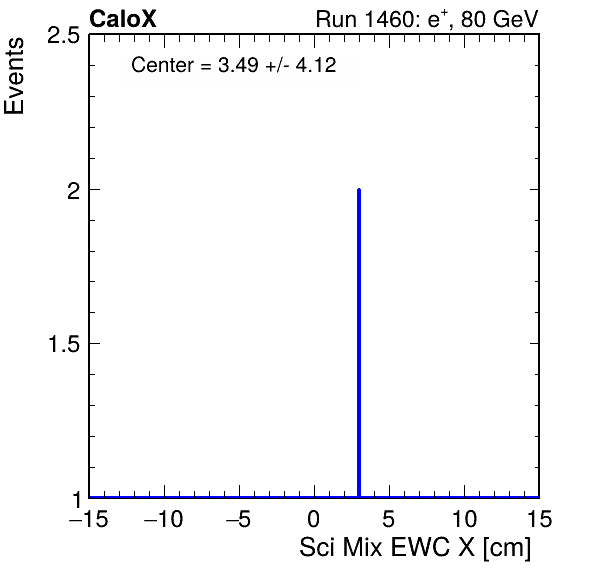 CaloX Run 1460: e⁺, 80 GeV
Events
Center = 3.49 +/- 4.12
2.5
2
1.5
1
−15 −10 −5 0 5 10 15
Sci Mix EWC X [cm]